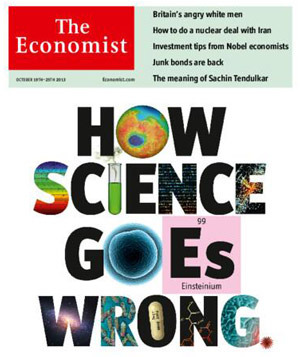 The
Economist
OCTOBER 19TH–25TH 2013
Economist.com
Britain's angry white men
How to do a nuclear deal with Iran
Investment tips from Nobel economists
Junk bonds are back
The meaning of Sachin Tendulkar
HOW
SCIENCE
99
GOEs
Einsteinium
WRONG.